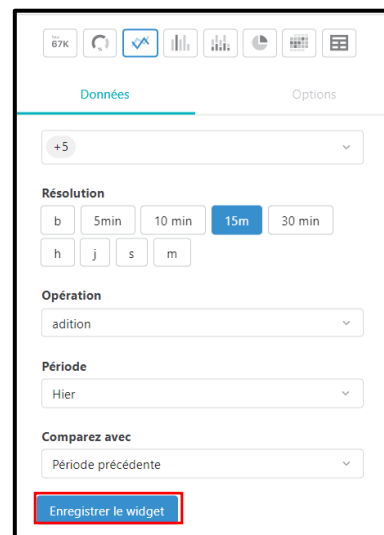 67K
Données Options
+5
Résolution
b 5min 10 min 15m 30 min
h j s m
Opération
adition
Période
Hier
Comparez avec
Période précédente
Enregistrer le widget